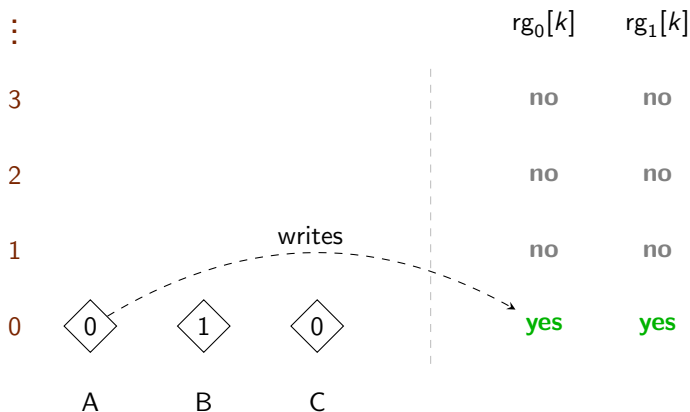 ⋮ rg₀[k] rg₁[k]
3 no no
2 no no
1 no no
writes
0 0 1 0 yes yes
A B C